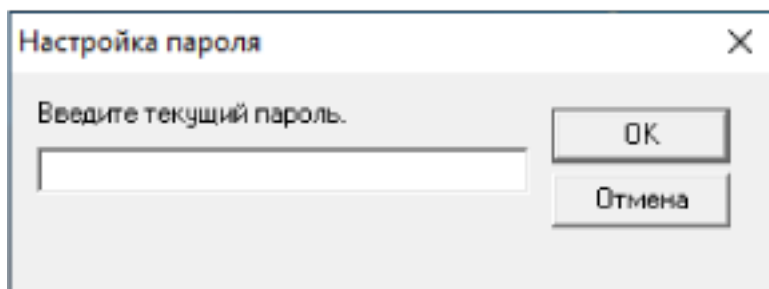 Настройка пароля
Введите текущий пароль.
OK
Отмена